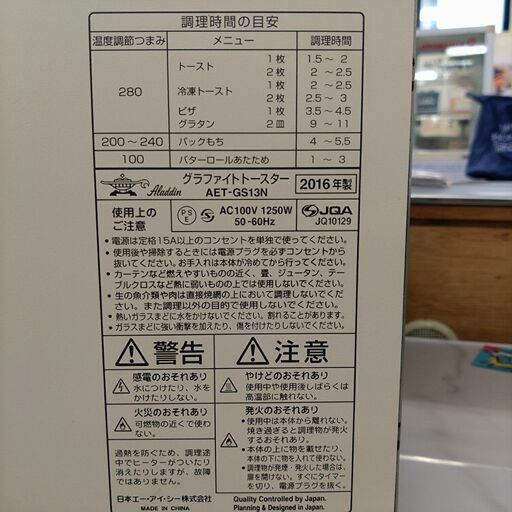 調理時間の目安
温度調節つまみ メニュー 調理時間
280 トースト 1枚 1.5～2
2枚 2～2.5
冷凍トースト 1枚 2～2.5
2枚 2.5～3
ピザ 1枚 3.5～4.5
グラタン 2皿 9～11
200～240 パックもち 4～5.5
100 バターロールあたため 1～3
Aladdin グラファイトトースター AET-GS13N 2016年製
使用上のご注意 PSE AC100V 1250W 50-60Hz JQA JQ10129
・電源は定格15A以上のコンセントを単独で使ってください。
・使用後や掃除するときには電源プラグを必ずコンセントから
抜いてください。お手入れは本体が冷めてから行ってください。
・カーテンなど燃えやすいものの近く、畳、ジュータン、テー
ブルクロスなど熱に弱いものの上では使用しないでください。
・生の魚介類や肉は直接焼網の上において調理しないでくだ
さい。また調理以外の目的で使用しないでください。
・熱いガラスまどに水をかけないでください。割れることがあります。
・ガラスまどに強い衝撃を加えたり、傷を付けたりしないでください。
警告
感電のおそれあり
水につけたり、水を
かけたりしない。
火災のおそれあり
可燃物の近くで使わ
ない。
過熱を防ぐため、調理途
中でヒーターがついたり
消えたりしますが、故障
ではありません。
注意
やけどのおそれあり
使用中や使用後しばらくは
高温部に触れない。
発火のおそれあり
・使用中は本体から離れない。
焼き過ぎると調理物が発火
するおそれあり。
・本体の上に物を載せたり、
本体の下に物を入れて使わない。
・調理物が発煙・発火した場合は、
扉を開けない。すぐにタイマー
を切り、電源プラグを抜く。
日本エー・アイ・シー株式会社
MADE IN CHINA
Quality Controlled by Japan.
Planning & Designed in Japan.